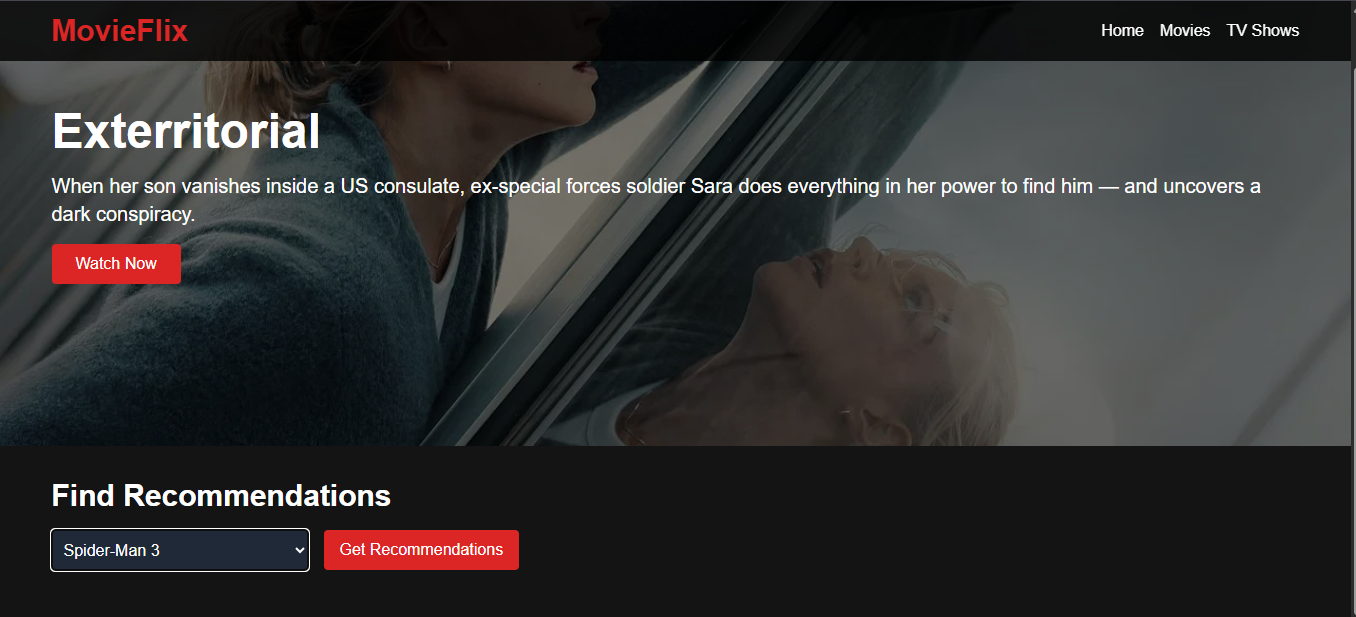 MovieFlix
Home Movies TV Shows
Exterritorial
When her son vanishes inside a US consulate, ex-special forces soldier Sara does everything in her power to find him — and uncovers a
dark conspiracy.
Watch Now
Find Recommendations
Spider-Man 3
Get Recommendations